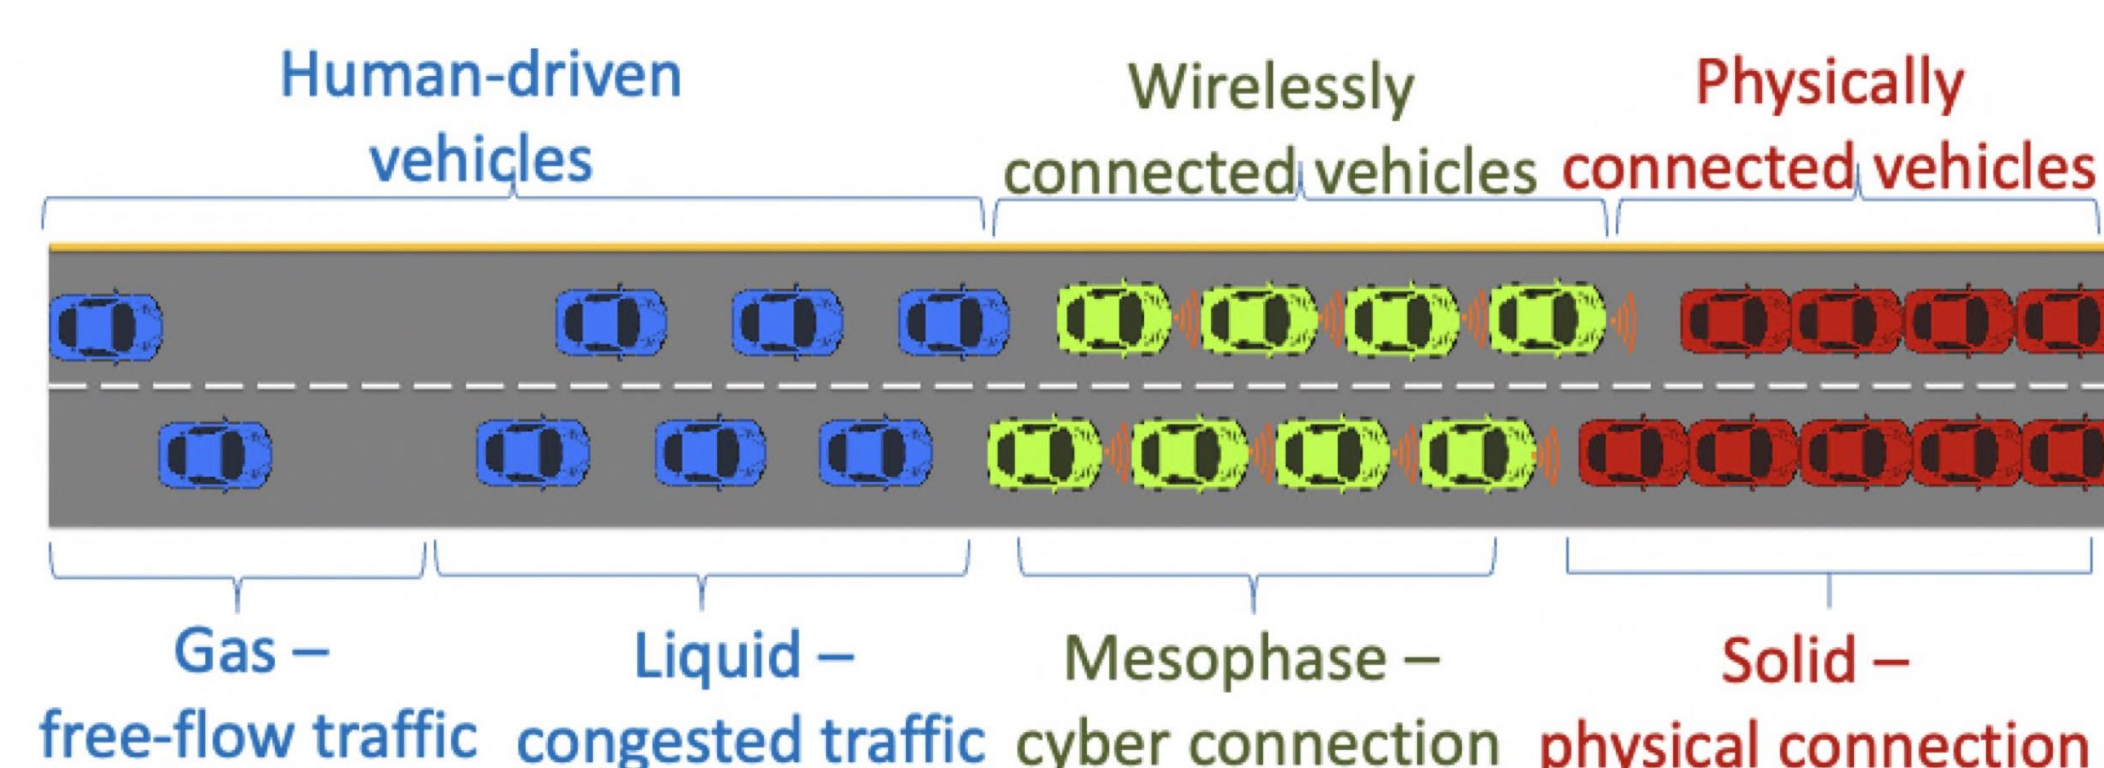 Human-driven
vehicles
Wirelessly
connected vehicles
Physically
connected vehicles
Gas –
free-flow traffic
Liquid –
congested traffic
Mesophase –
cyber connection
Solid –
physical connection